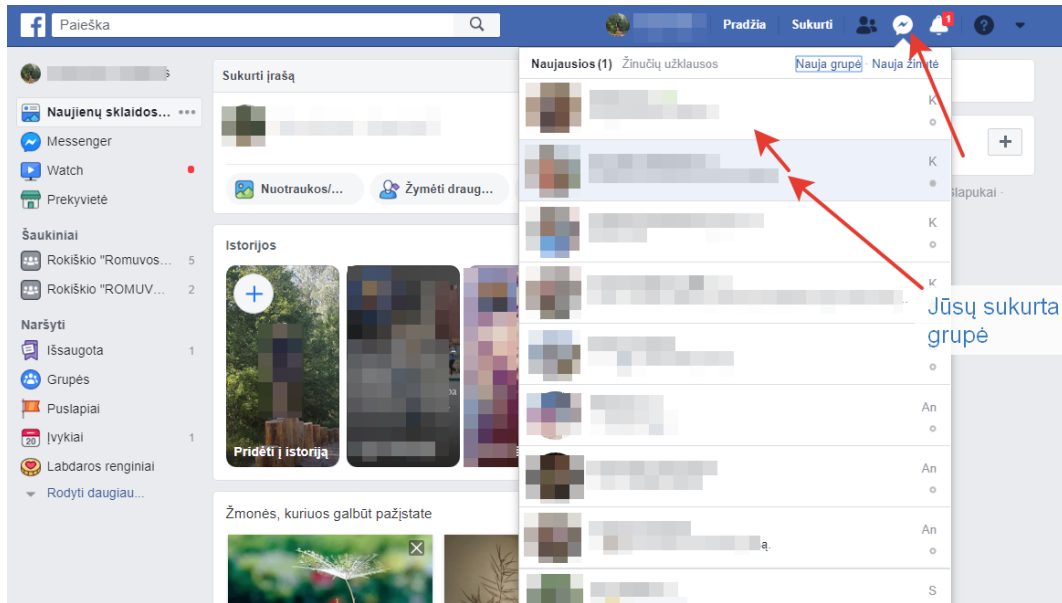 f
Paieška
Pradžia
Sukurti
1
?
Naujienų sklaidos...
Messenger
Watch
Prekyvietė
Šaukiniai
Rokiškio "Romuvos... 5
Rokiškio "ROMUV... 2
Naršyti
Išsaugota 1
Grupės
Puslapiai
20 Įvykiai 1
Labdaros renginiai
Rodyti daugiau...
Sukurti įrašą
Nuotraukos/...
Žymėti draug...
Istorijos
Pridėti į istoriją
Žmonės, kuriuos galbūt pažįstate
Naujausios (1) Žinučių užklausos
Nauja grupė · Nauja žinutė
K
K
K
K
An
An
An
ą.
S
Slapukai ·
Jūsų sukurta
grupė